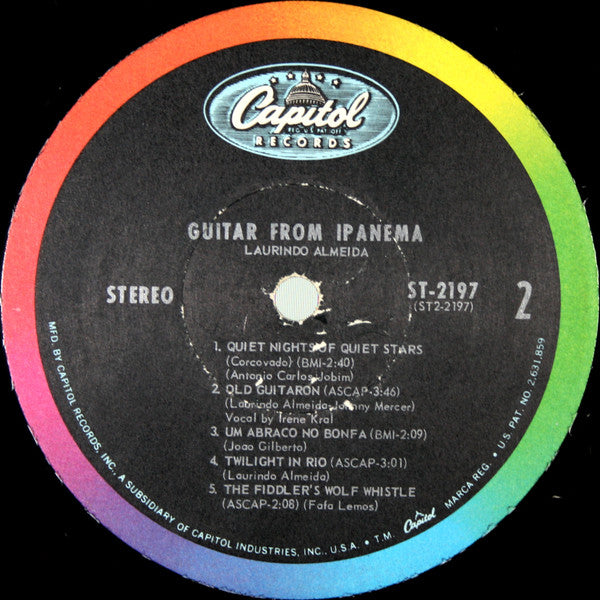 Capitol
REG. U.S. PAT. OFF.
RECORDS
GUITAR FROM IPANEMA
LAURINDO ALMEIDA
STEREO
ST-2197
(ST2-2197)
2
1. QUIET NIGHTS OF QUIET STARS
(Corcovado) (BMI-2:40)
(Antonio Carlos Jobim)
2. OLD GUITARON (ASCAP-3:46)
(Laurindo Almeida-Johnny Mercer)
Vocal by Irene Kral
3. UM ABRACO NO BONFA (BMI-2:09)
(Joao Gilberto)
4. TWILIGHT IN RIO (ASCAP-3:01)
(Laurindo Almeida)
5. THE FIDDLER'S WOLF WHISTLE
(ASCAP-2:08) (Fafa Lemos)
MFD. BY CAPITOL RECORDS, INC., A SUBSIDIARY OF CAPITOL INDUSTRIES, INC., U.S.A. • T.M. Capitol MARCA REG. • U.S. PAT. NO. 2,631,859